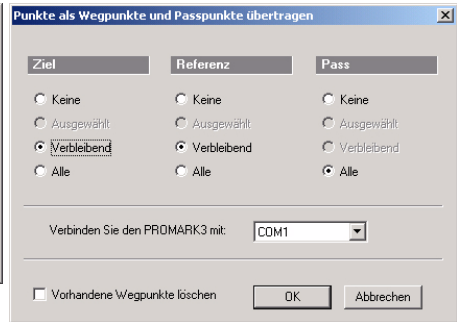 Punkte als Wegpunkte und Passpunkte übertragen
Ziel Referenz Pass
Keine Keine Keine
Ausgewählt Ausgewählt Ausgewählt
Verbleibend Verbleibend Verbleibend
Alle Alle Alle
Verbinden Sie den PROMARK3 mit: COM1
Vorhandene Wegpunkte löschen OK Abbrechen